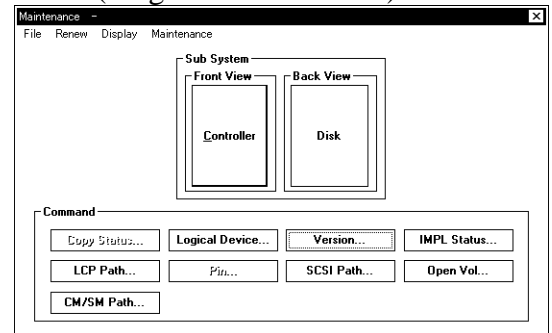 Maintenance -
File Renew Display Maintenance
Sub System
Front View Back View
Controller Disk
Command
Copy Status... Logical Device... Version... IMPL Status...
LCP Path... Pin... SCSI Path... Open Vol...
CM/SM Path...